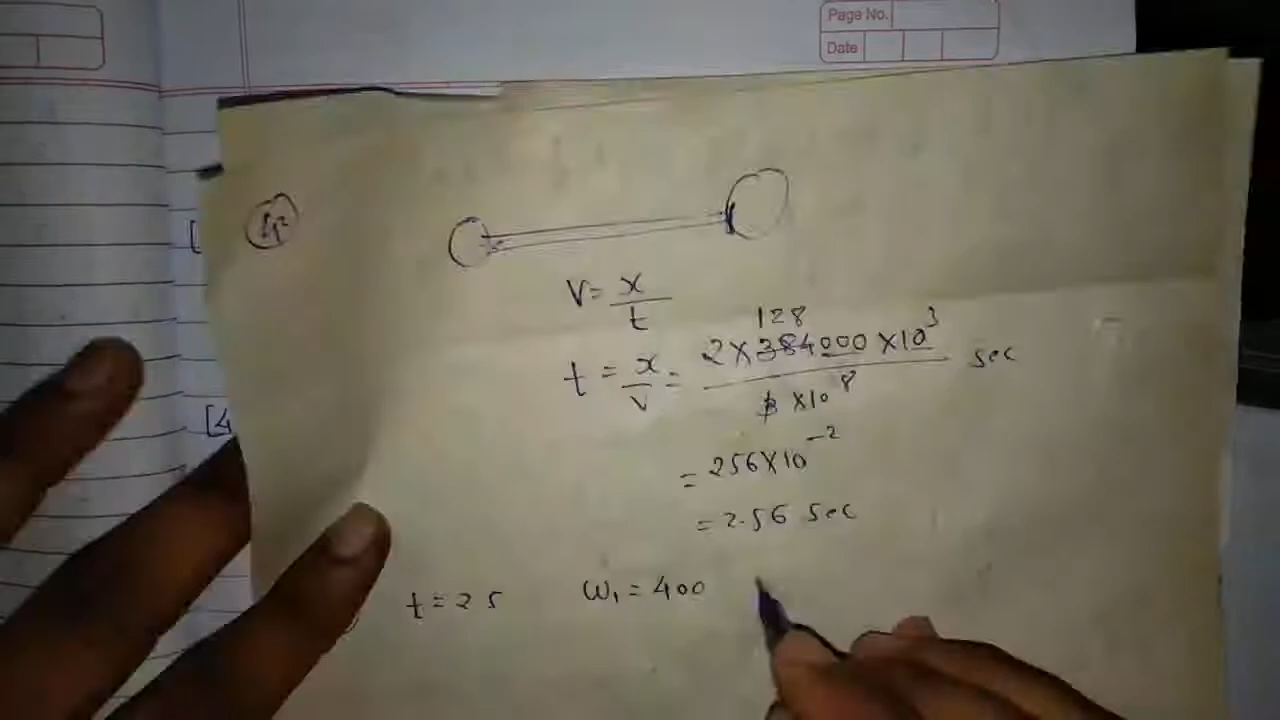 Page No.
Date
[4
V = x / t
128
t = x / v = 2 × 384000 × 10³ / 3 × 10⁸ sec
= 256 × 10⁻²
= 2.56 sec
t = 2 s ω₁ = 400